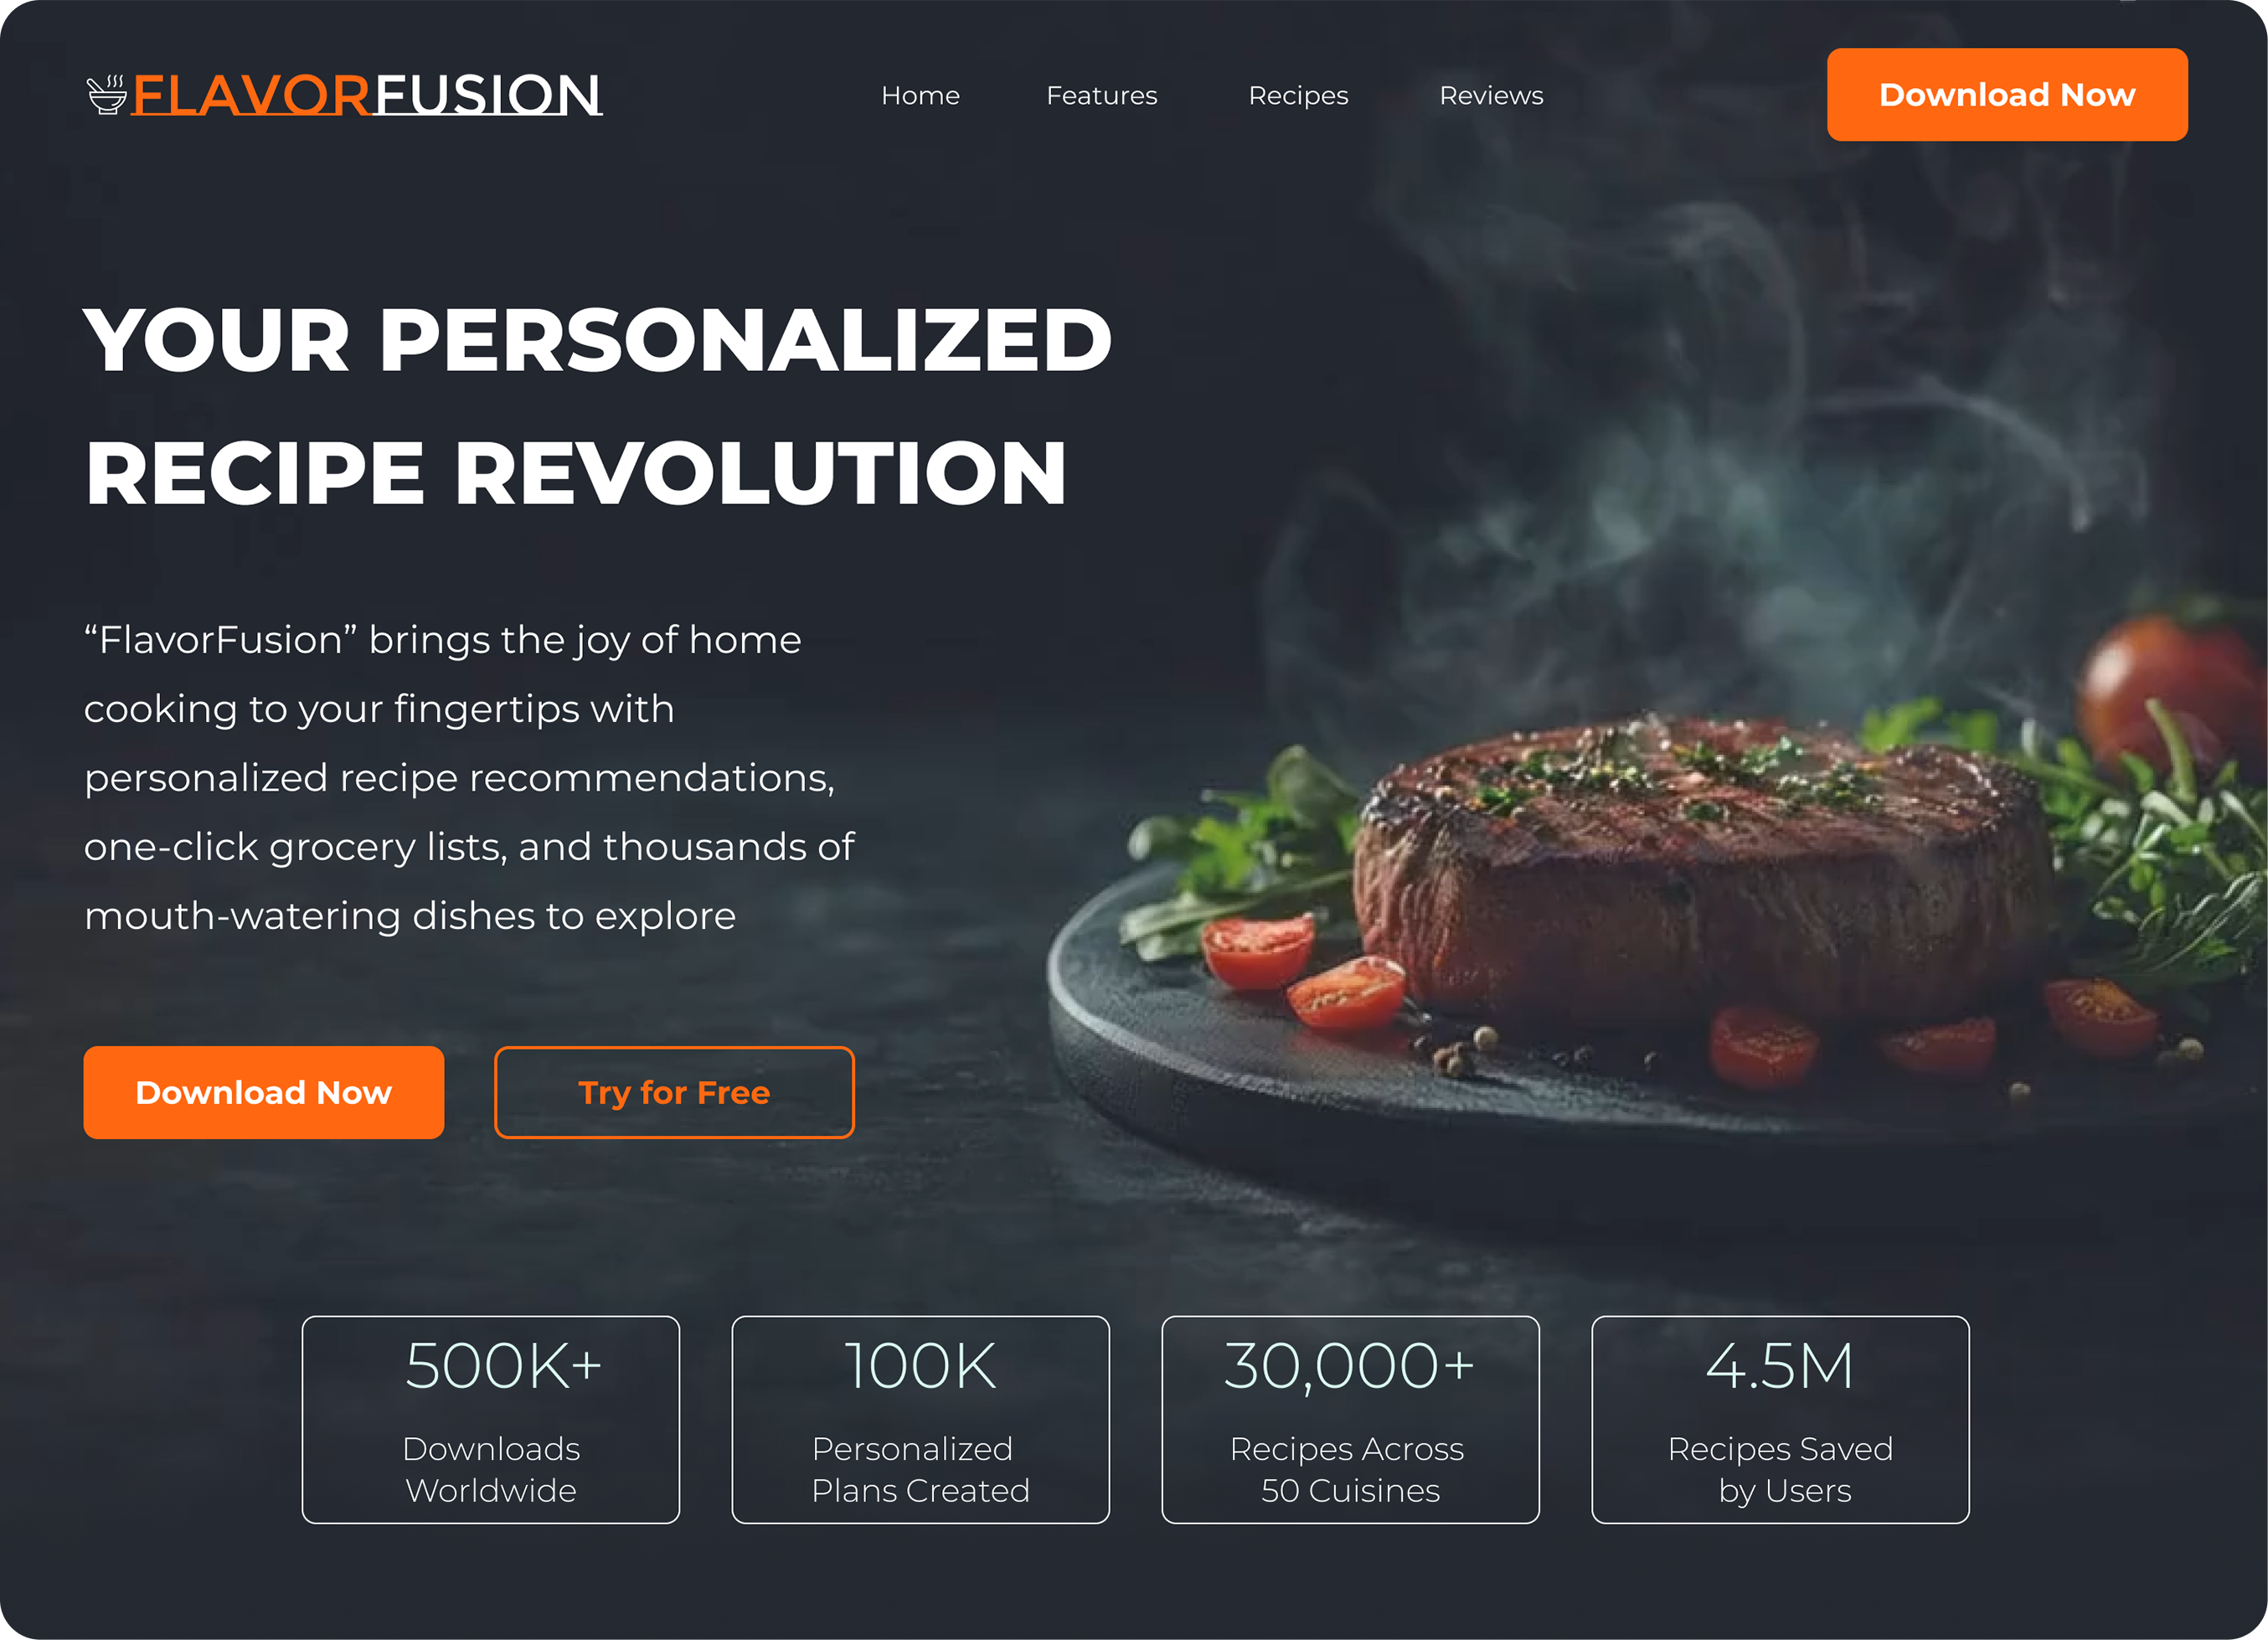 FLAVORFUSION
Home
Features
Recipes
Reviews
Download Now
YOUR PERSONALIZED
RECIPE REVOLUTION
“FlavorFusion” brings the joy of home
cooking to your fingertips with
personalized recipe recommendations,
one-click grocery lists, and thousands of
mouth-watering dishes to explore
Download Now
Try for Free
500K+
Downloads
Worldwide
100K
Personalized
Plans Created
30,000+
Recipes Across
50 Cuisines
4.5M
Recipes Saved
by Users